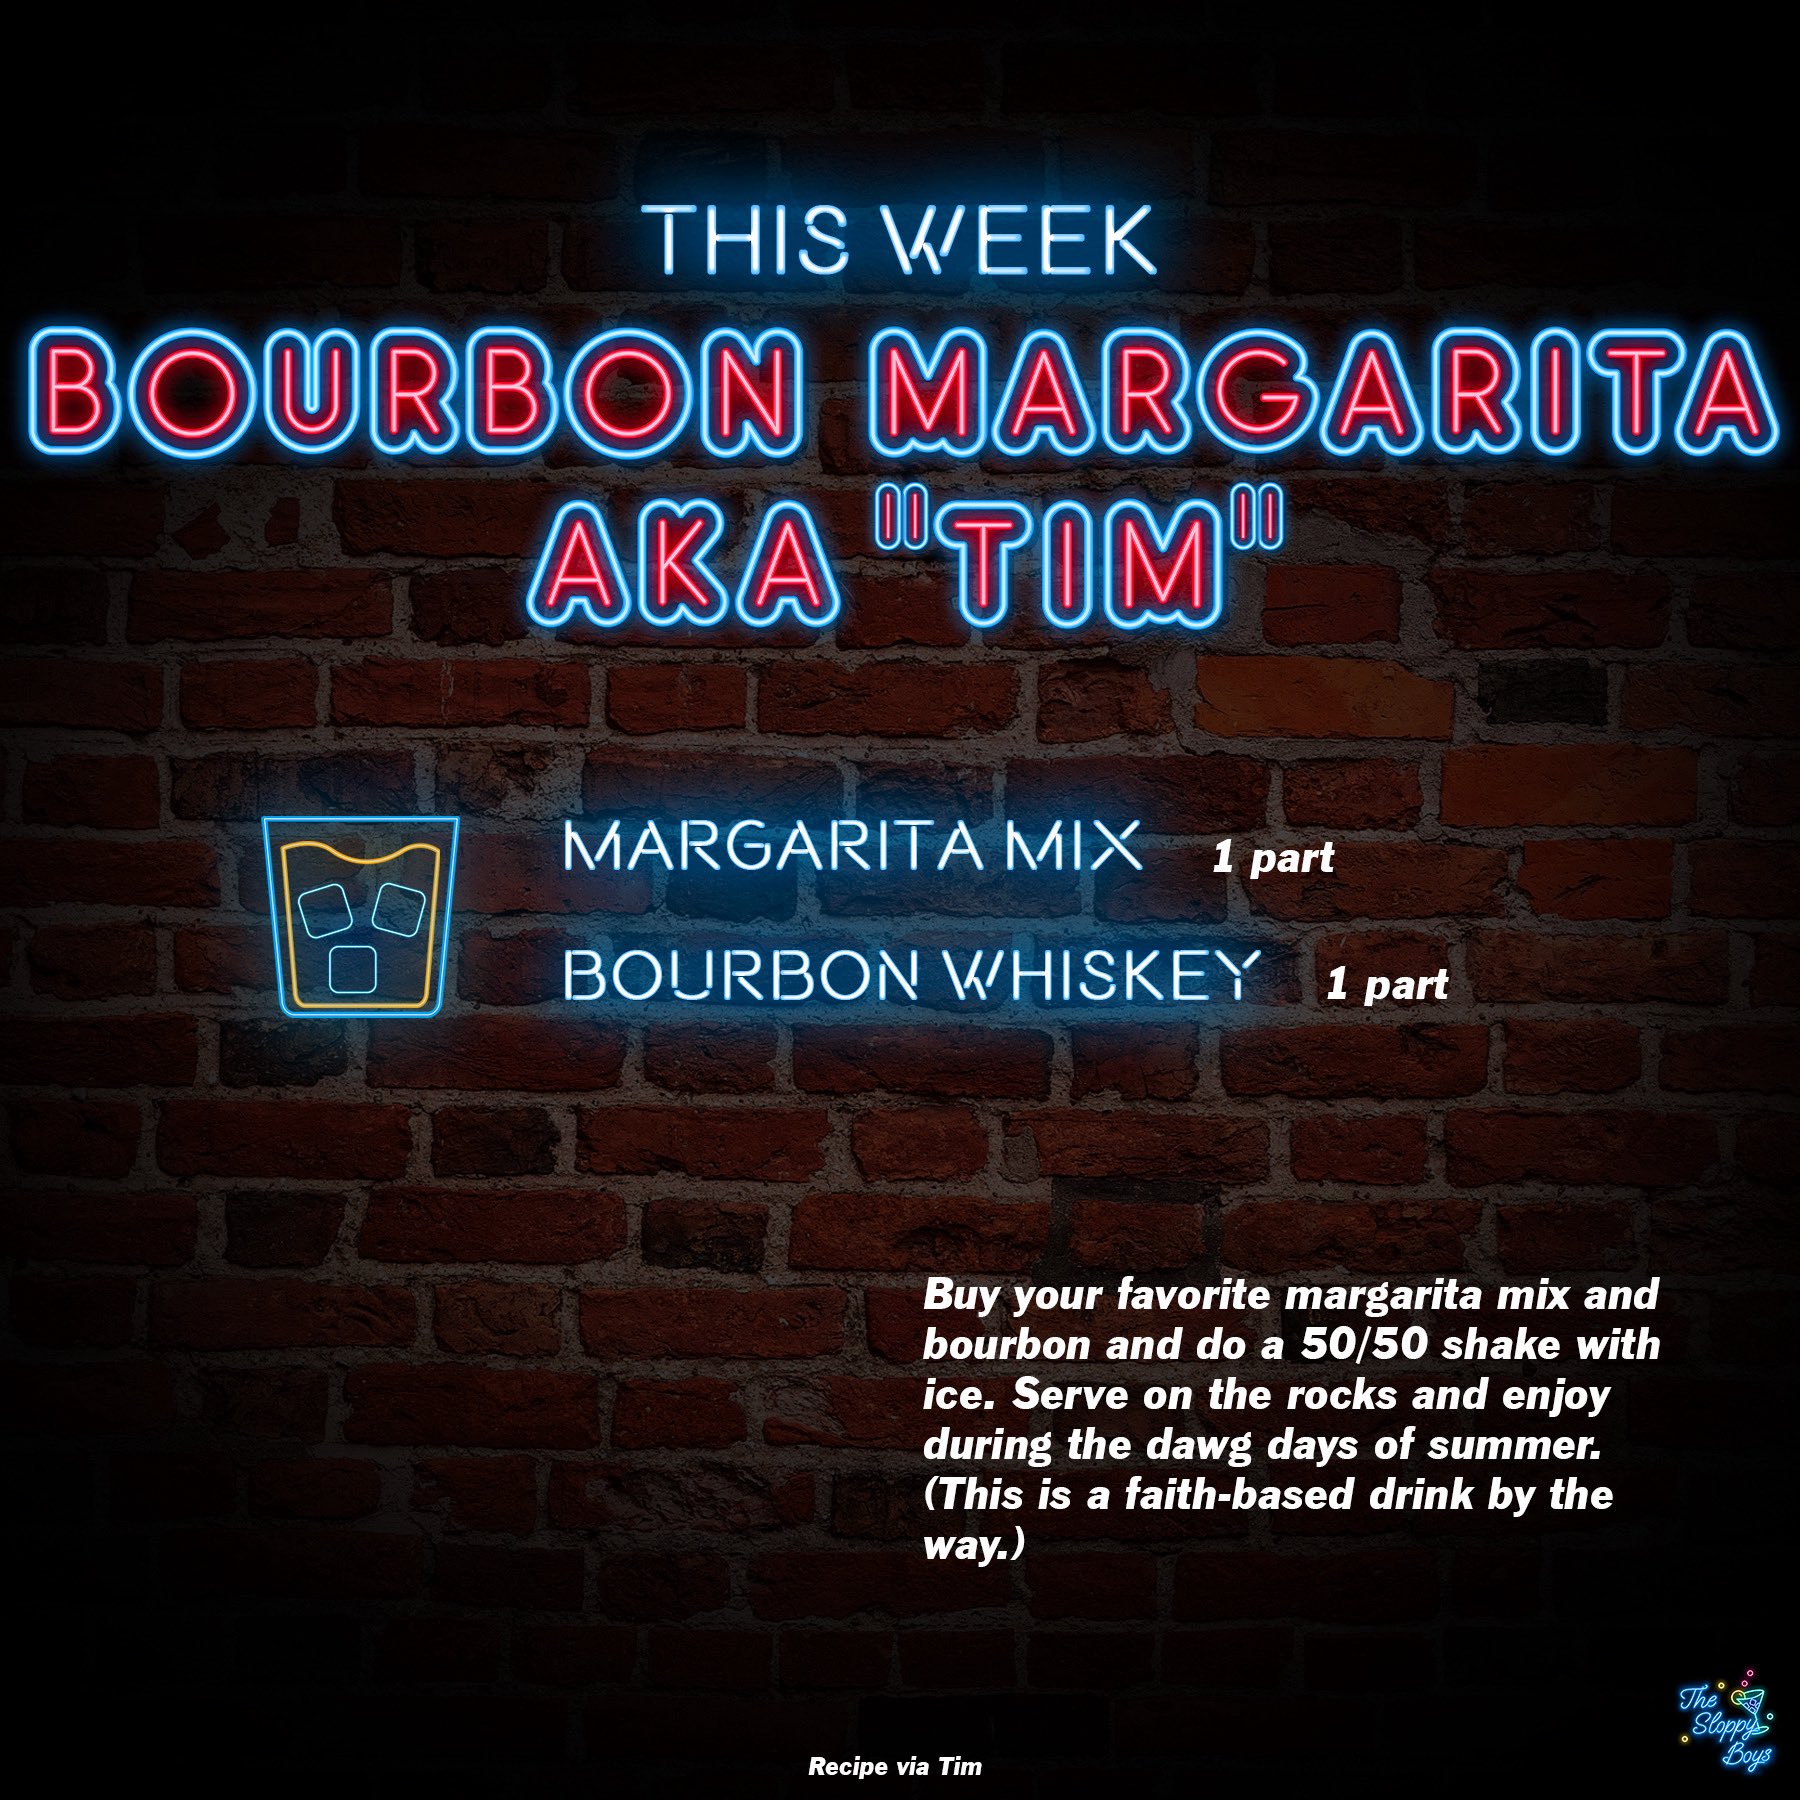 THIS WEEK
BOURBON MARGARITA
AKA "TIM"
MARGARITA MIX 1 part
BOURBON WHISKEY 1 part
Buy your favorite margarita mix and
bourbon and do a 50/50 shake with
ice. Serve on the rocks and enjoy
during the dawg days of summer.
(This is a faith-based drink by the
way.)
The
Sloppy
Boys
Recipe via Tim